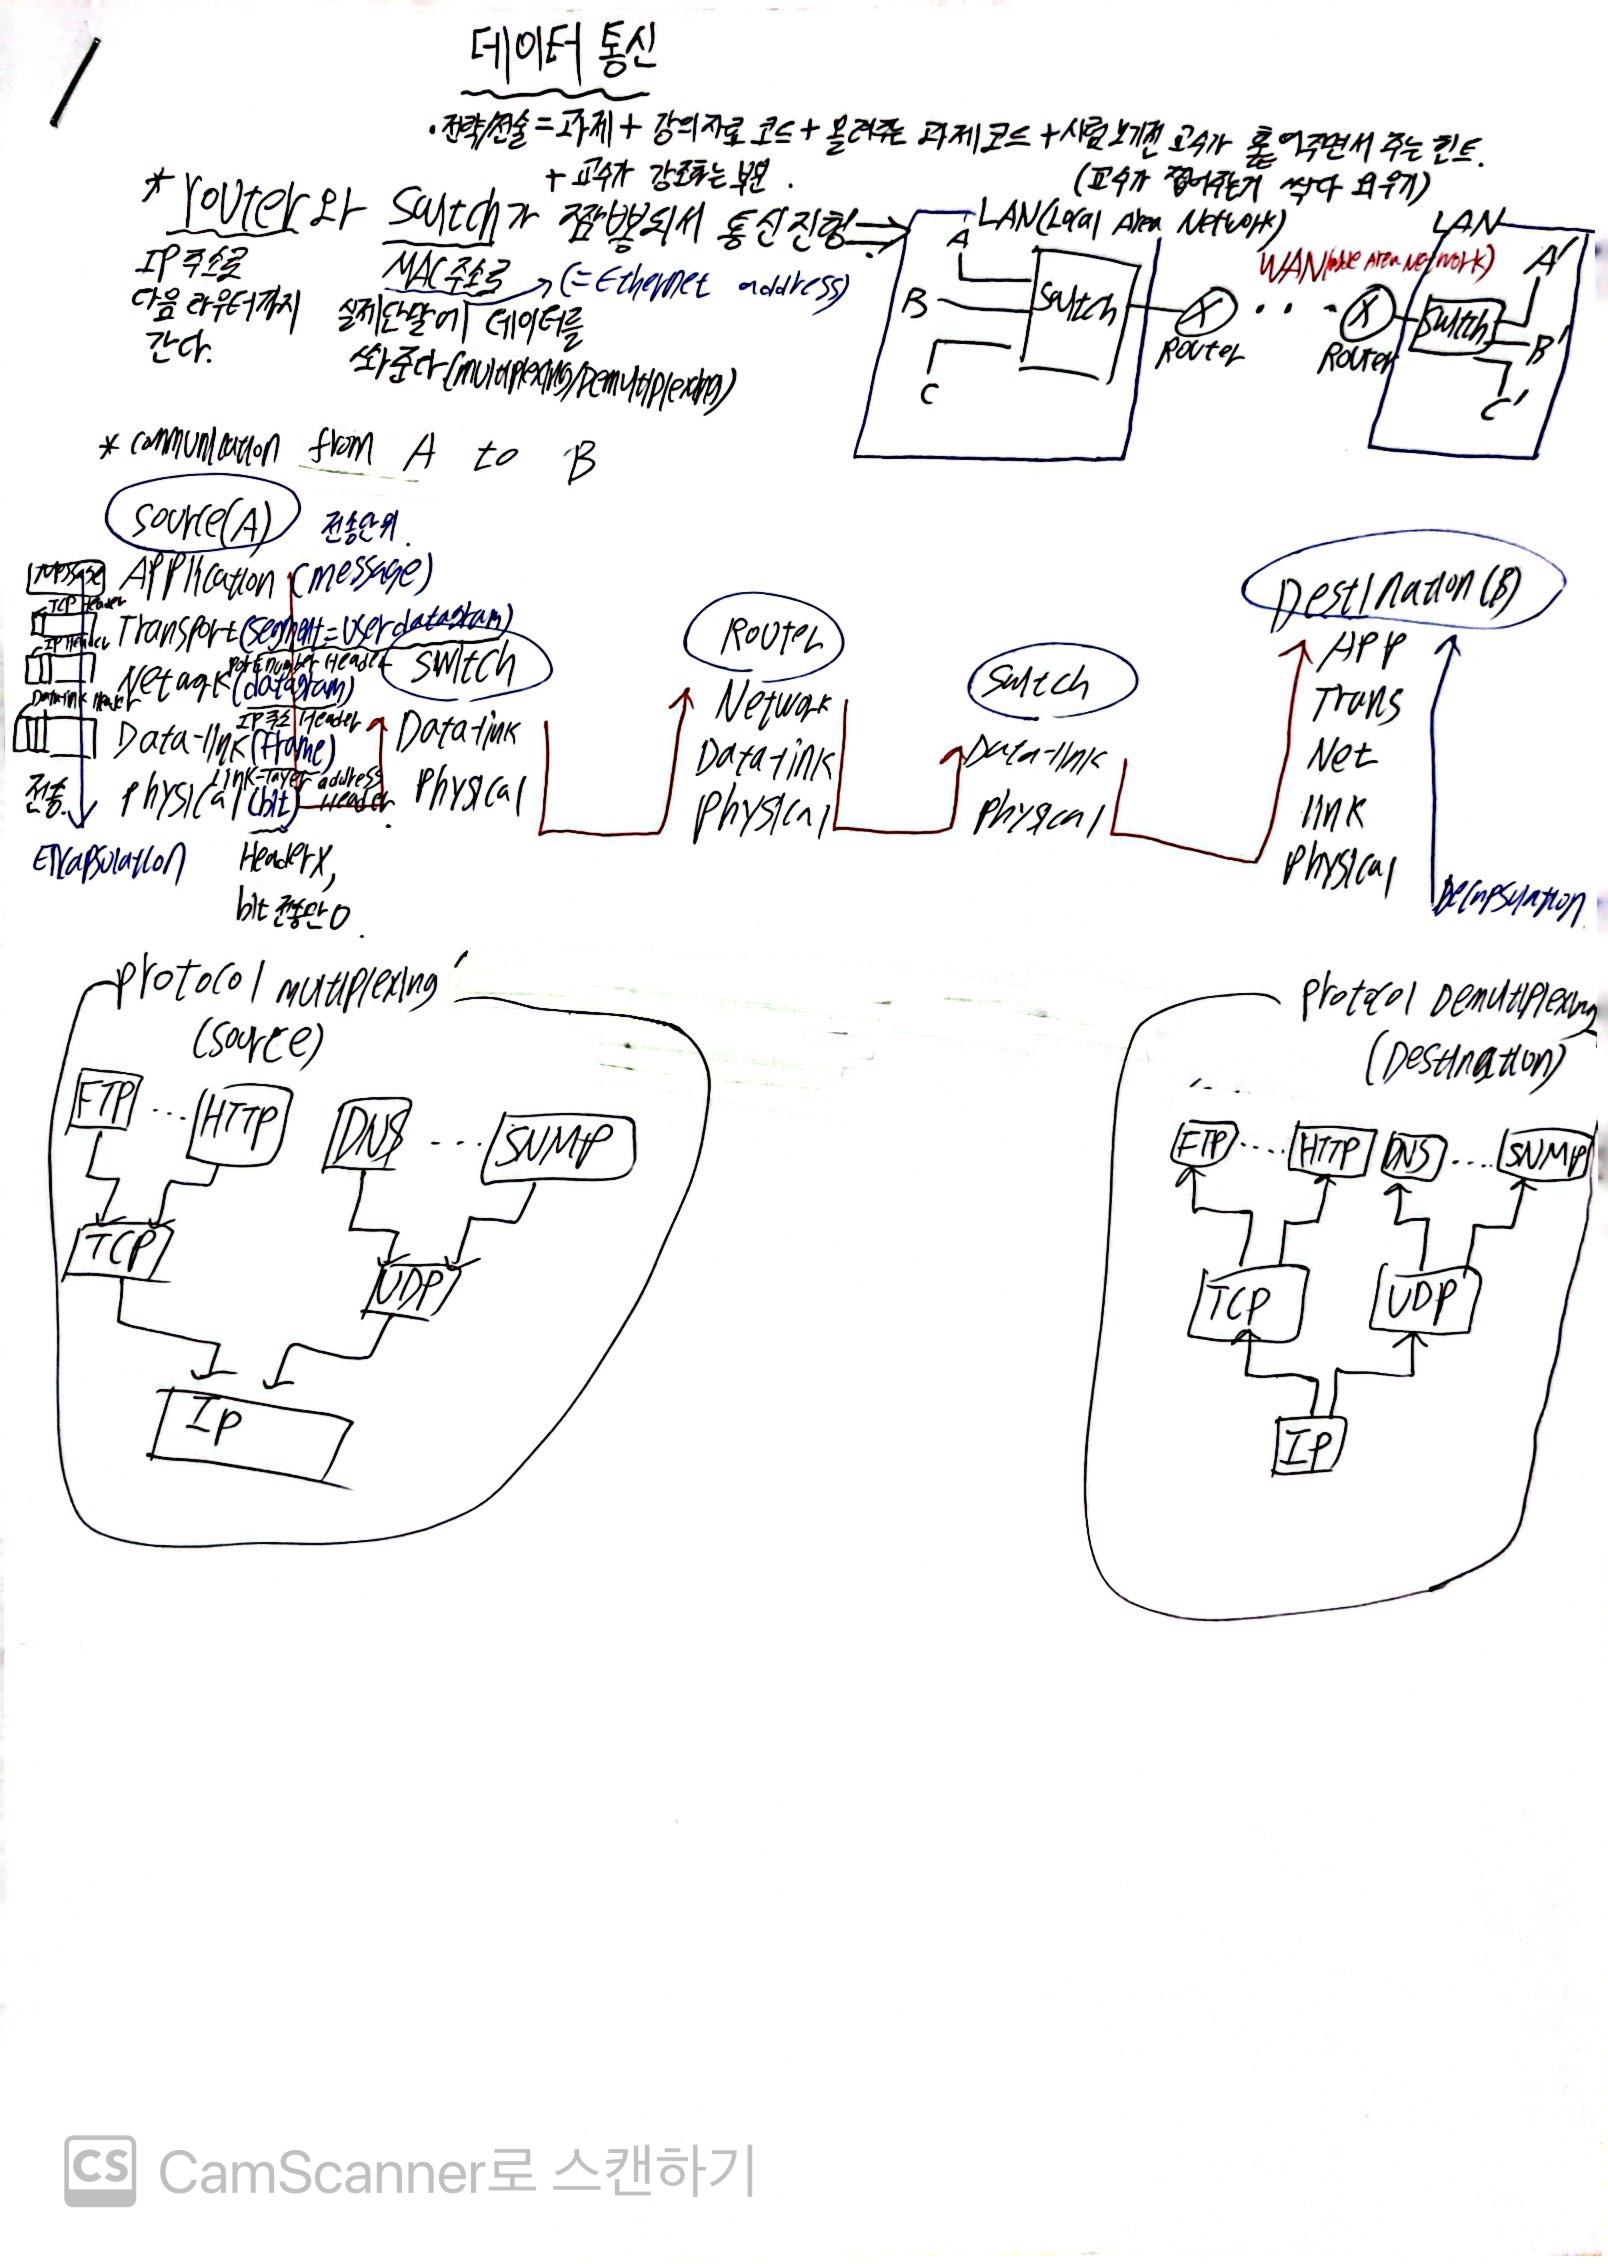 데이터 통신
· 전략/전술 = 과제 + 강의자료 코드 + 올려주는 과제코드 + 시험보기전 교수가 훑어주면서 주는 힌트.
+ 교수가 강조하는 부분.
(교수가 찝어주는거 싹다 외우기)
* Router와 Switch가 짬뽕되서 통신진행
IP주소로
다음 라우터까지
간다.
MAC주소로
(= Ethernet address)
실제단말에 데이터를
쏴준다(multiplexing/Demultiplexing)
LAN(Local Area Network)
A
B
C
Switch
Router
WAN(Wide Area Network)
Router
LAN
Switch
A'
B'
C'
* communication from A to B
Source(A)
전송단위.
message
Application (message)
TCP Header
Transport (segment=User datagram)
Port number Header
IP Header
Network (datagram)
IP주소 Header
Data-link Header
Data-link (frame)
Link-layer address Header.
전송.
Physical (bit)
Header X,
bit 전송만 O.
Encapsulation
Switch
Data-link
Physical
Router
Network
Data-link
Physical
Switch
Data-link
Physical
Destination(B)
APP
Trans
Net
link
Physical
Decapsulation
protocol multiplexing
(Source)
FTP ... HTTP DNS ... SNMP
TCP
UDP
IP
protocol Demultiplexing
(Destination)
FTP .... HTTP DNS .... SNMP
TCP UDP
IP
CS CamScanner로 스캔하기